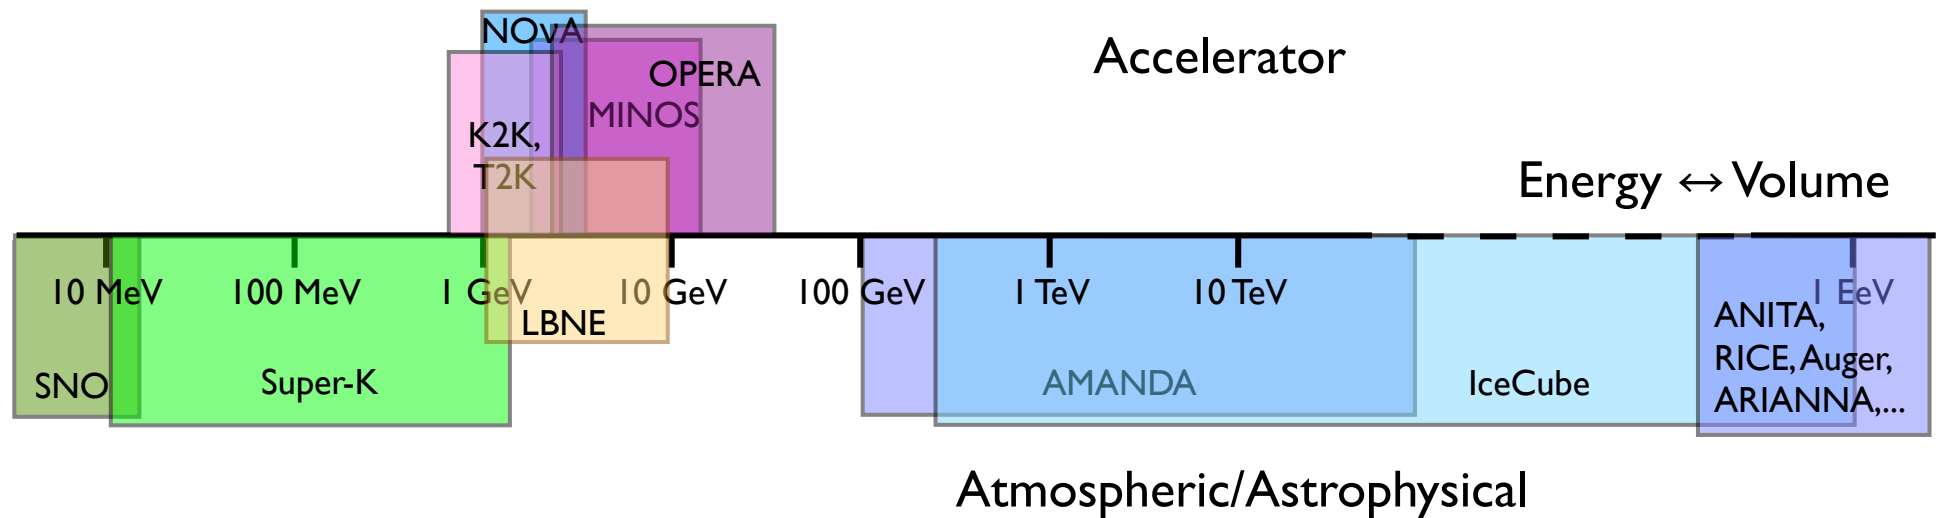 NOνA
Accelerator
OPERA
MINOS
K2K,
T2K
Energy ↔ Volume
10 MeV
100 MeV
1 GeV
10 GeV
100 GeV
1 TeV
10 TeV
1 EeV
LBNE
SNO
Super-K
AMANDA
IceCube
ANITA,
RICE, Auger,
ARIANNA,...
Atmospheric/Astrophysical